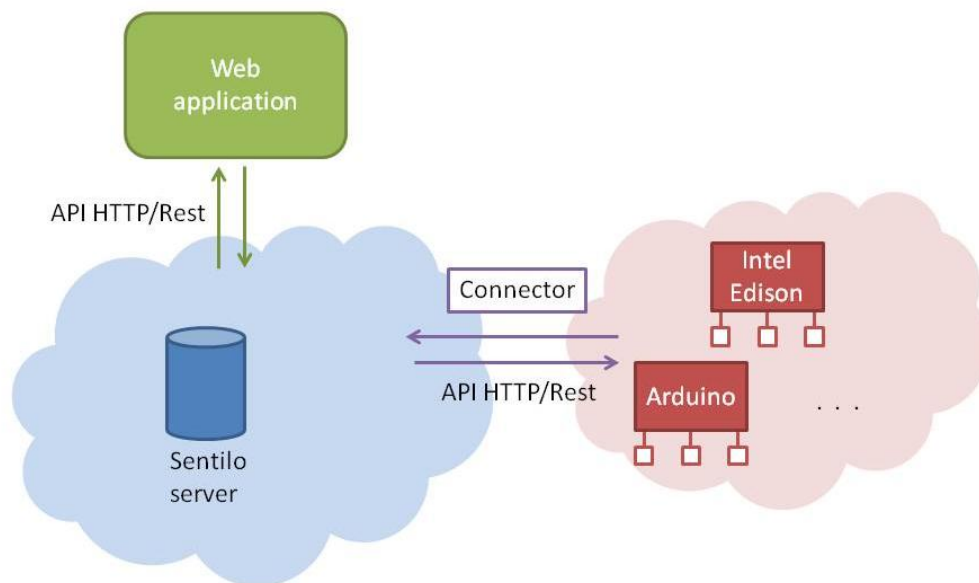 Web
application
API HTTP/Rest
Connector
API HTTP/Rest
Intel
Edison
Arduino
. . .
Sentilo
server